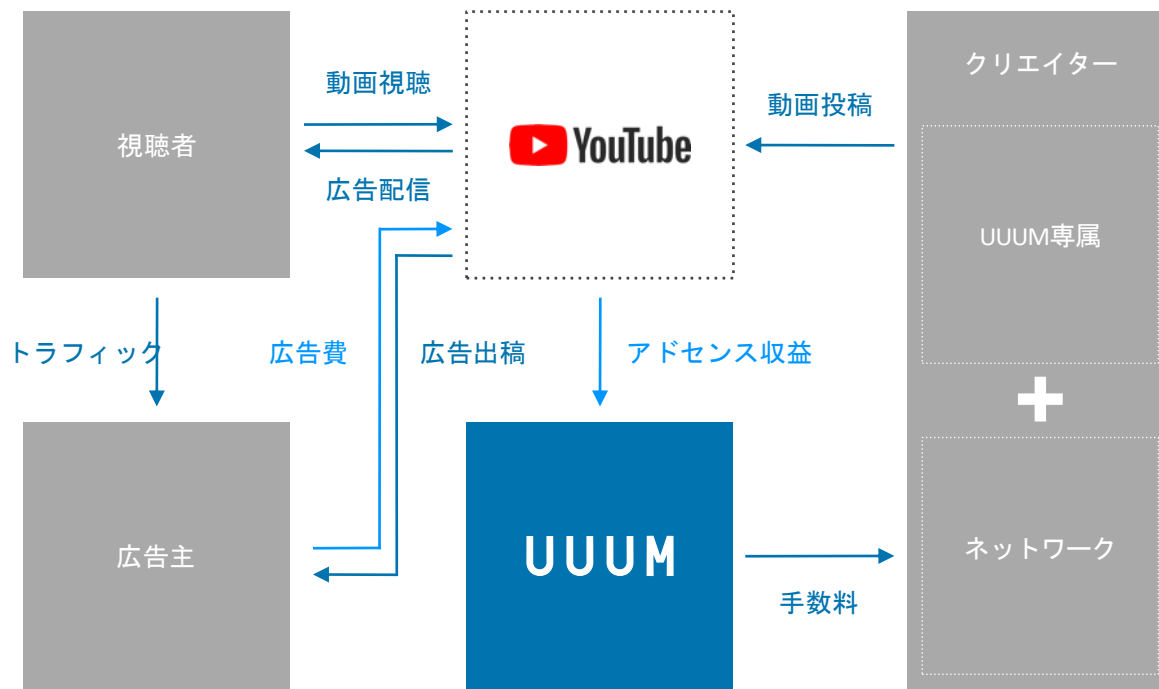 クリエイター
動画視聴
動画投稿
視聴者
YouTube
広告配信
UUUM専属
トラフィック
広告費
広告出稿
アドセンス収益
広告主
UUUM
ネットワーク
手数料